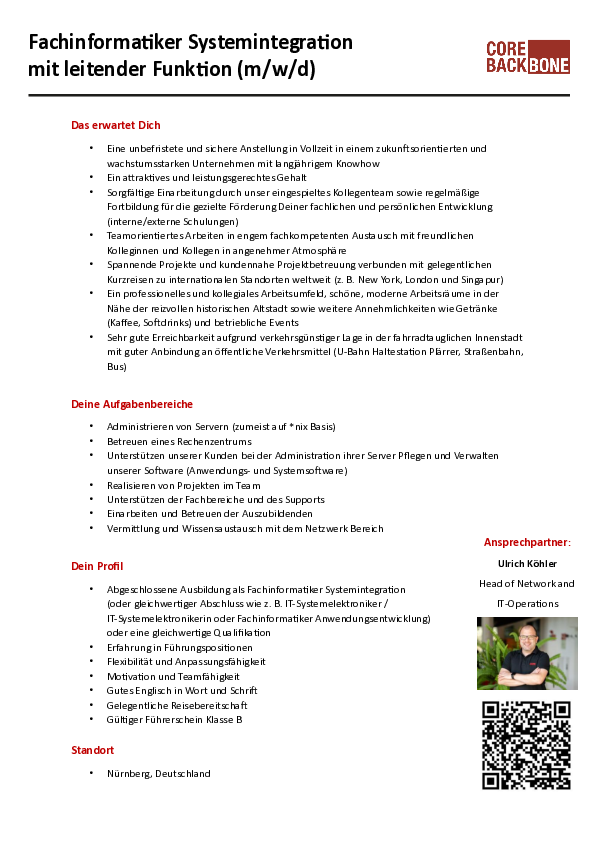 Fachinformatiker Systemintegration
mit leitender Funktion (m/w/d)
CORE
BACKBONE
Das erwartet Dich
• Eine unbefristete und sichere Anstellung in Vollzeit in einem zukunftsorientierten und
wachstumsstarken Unternehmen mit langjährigem Knowhow
• Ein attraktives und leistungsgerechtes Gehalt
• Sorgfältige Einarbeitung durch unser eingespieltes Kollegenteam sowie regelmäßige
Fortbildung für die gezielte Förderung Deiner fachlichen und persönlichen Entwicklung
(interne/externe Schulungen)
• Teamorientiertes Arbeiten in engem fachkompetenten Austausch mit freundlichen
Kolleginnen und Kollegen in angenehmer Atmosphäre
• Spannende Projekte und kundennahe Projektbetreuung verbunden mit gelegentlichen
Kurzreisen zu internationalen Standorten weltweit (z. B. New York, London und Singapur)
• Ein professionelles und kollegiales Arbeitsumfeld, schöne, moderne Arbeitsräume in der
Nähe der reizvollen historischen Altstadt sowie weitere Annehmlichkeiten wie Getränke
(Kaffee, Softdrinks) und betriebliche Events
• Sehr gute Erreichbarkeit aufgrund verkehrsgünstiger Lage in der fahrradtauglichen Innenstadt
mit guter Anbindung an öffentliche Verkehrsmittel (U-Bahn Haltestation Plärrer, Straßenbahn,
Bus)
Deine Aufgabenbereiche
• Administrieren von Servern (zumeist auf *nix Basis)
• Betreuen eines Rechenzentrums
• Unterstützen unserer Kunden bei der Administration ihrer Server Pflegen und Verwalten
unserer Software (Anwendungs- und Systemsoftware)
• Realisieren von Projekten im Team
• Unterstützen der Fachbereiche und des Supports
• Einarbeiten und Betreuen der Auszubildenden
• Vermittlung und Wissensaustausch mit dem Netzwerk Bereich
Dein Profil
• Abgeschlossene Ausbildung als Fachinformatiker Systemintegration
(oder gleichwertiger Abschluss wie z. B. IT-Systemelektroniker /
IT-Systemelektronikerin oder Fachinformatiker Anwendungsentwicklung)
oder eine gleichwertige Qualifikation
• Erfahrung in Führungspositionen
• Flexibilität und Anpassungsfähigkeit
• Motivation und Teamfähigkeit
• Gutes Englisch in Wort und Schrift
• Gelegentliche Reisebereitschaft
• Gültiger Führerschein Klasse B
Standort
• Nürnberg, Deutschland
Ansprechpartner:
Ulrich Köhler
Head of Network and
IT-Operations